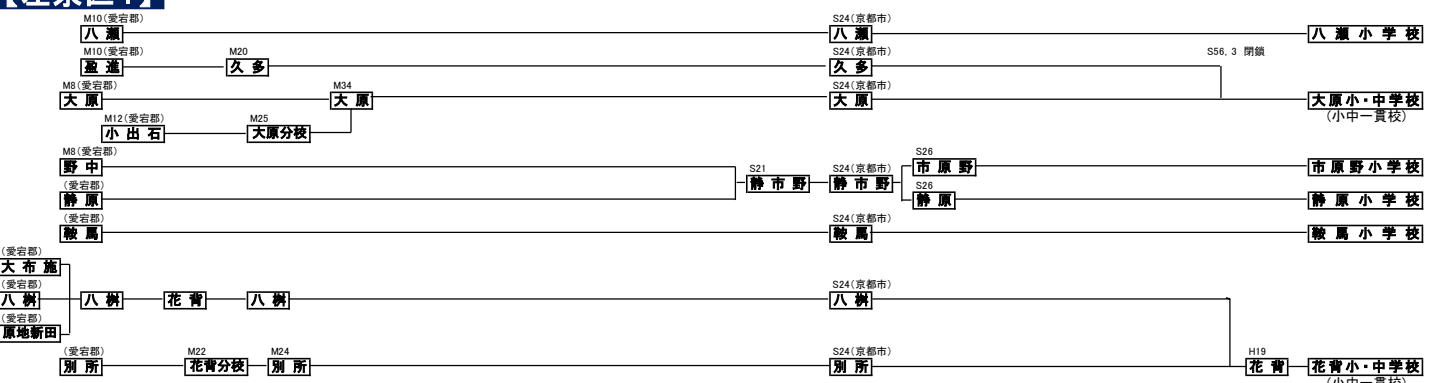 【左京区1】
M10(愛宕郡) S24(京都市)
八瀬 八瀬 八瀬小学校
M10(愛宕郡) M20 S24(京都市) S56.3 閉鎖
盈進 久多 久多
M8(愛宕郡) M34 S24(京都市)
大原 大原 大原 大原小・中学校
(小中一貫校)
M12(愛宕郡) M25
小出石 大原分校
M8(愛宕郡) S26
野中 市原野 市原野小学校
S21 S24(京都市)
静市野 静市野
(愛宕郡) S26
静原 静原 静原小学校
(愛宕郡) S24(京都市)
鞍馬 鞍馬 鞍馬小学校
(愛宕郡)
大布施
(愛宕郡) S24(京都市)
八桝 八桝 花背 八桝 八桝
(愛宕郡)
原地新田
(愛宕郡) M22 M24 S24(京都市) H19
別所 花背分校 別所 別所 花背 花背小・中学校
(小中一貫校)